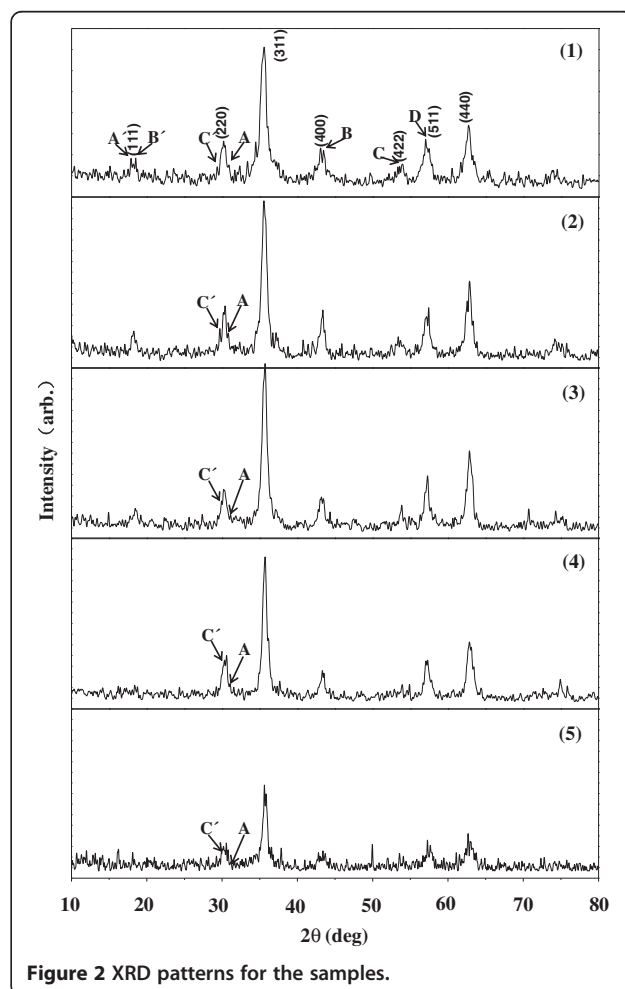 (311)
(1)
A´ (111) B´ C´ (220) A (400) B C (422) D (511) (440)
(2)
C´ A
(3)
C´ A
(4)
C´ A
(5)
C´ A
Intensity (arb.)
10 20 30 40 50 60 70 80
2θ (deg)
Figure 2 XRD patterns for the samples.